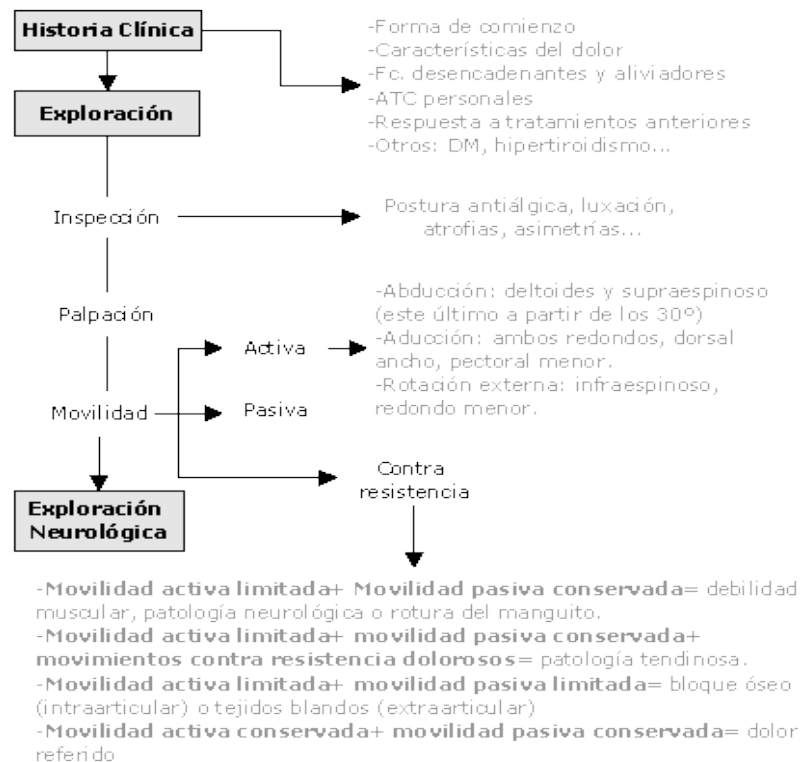 Historia Clínica
-Forma de comienzo
-Características del dolor
-Fc. desencadenantes y aliviadores
-ATC personales
-Respuesta a tratamientos anteriores
-Otros: DM, hipertiroidismo...
Exploración
Inspección
Postura antiálgica, luxación,
atrofias, asimetrías...
Palpación
Movilidad
Activa
-Abducción: deltoides y supraespinoso
(este último a partir de los 30º)
-Aducción: ambos redondos, dorsal
ancho, pectoral menor.
-Rotación externa: infraespinoso,
redondo menor.
Pasiva
Contra
resistencia
Exploración
Neurológica
-Movilidad activa limitada+ Movilidad pasiva conservada= debilidad
muscular, patología neurológica o rotura del manguito.
-Movilidad activa limitada+ movilidad pasiva conservada+
movimientos contra resistencia dolorosos= patología tendinosa.
-Movilidad activa limitada+ movilidad pasiva limitada= bloque óseo
(intraarticular) o tejidos blandos (extraarticular)
-Movilidad activa conservada+ movilidad pasiva conservada= dolor
referido